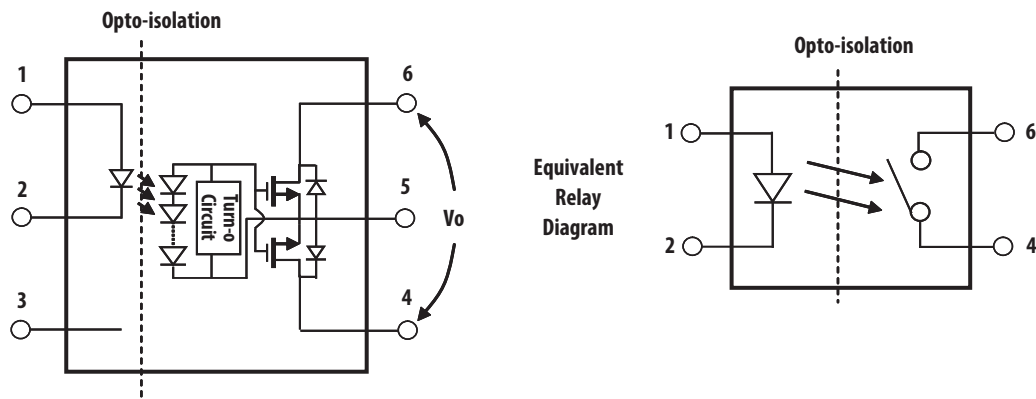 Opto-isolation
1
2
3
Turn-o
Circuit
6
5
4
Vo
Equivalent
Relay
Diagram
Opto-isolation
1
2
6
4